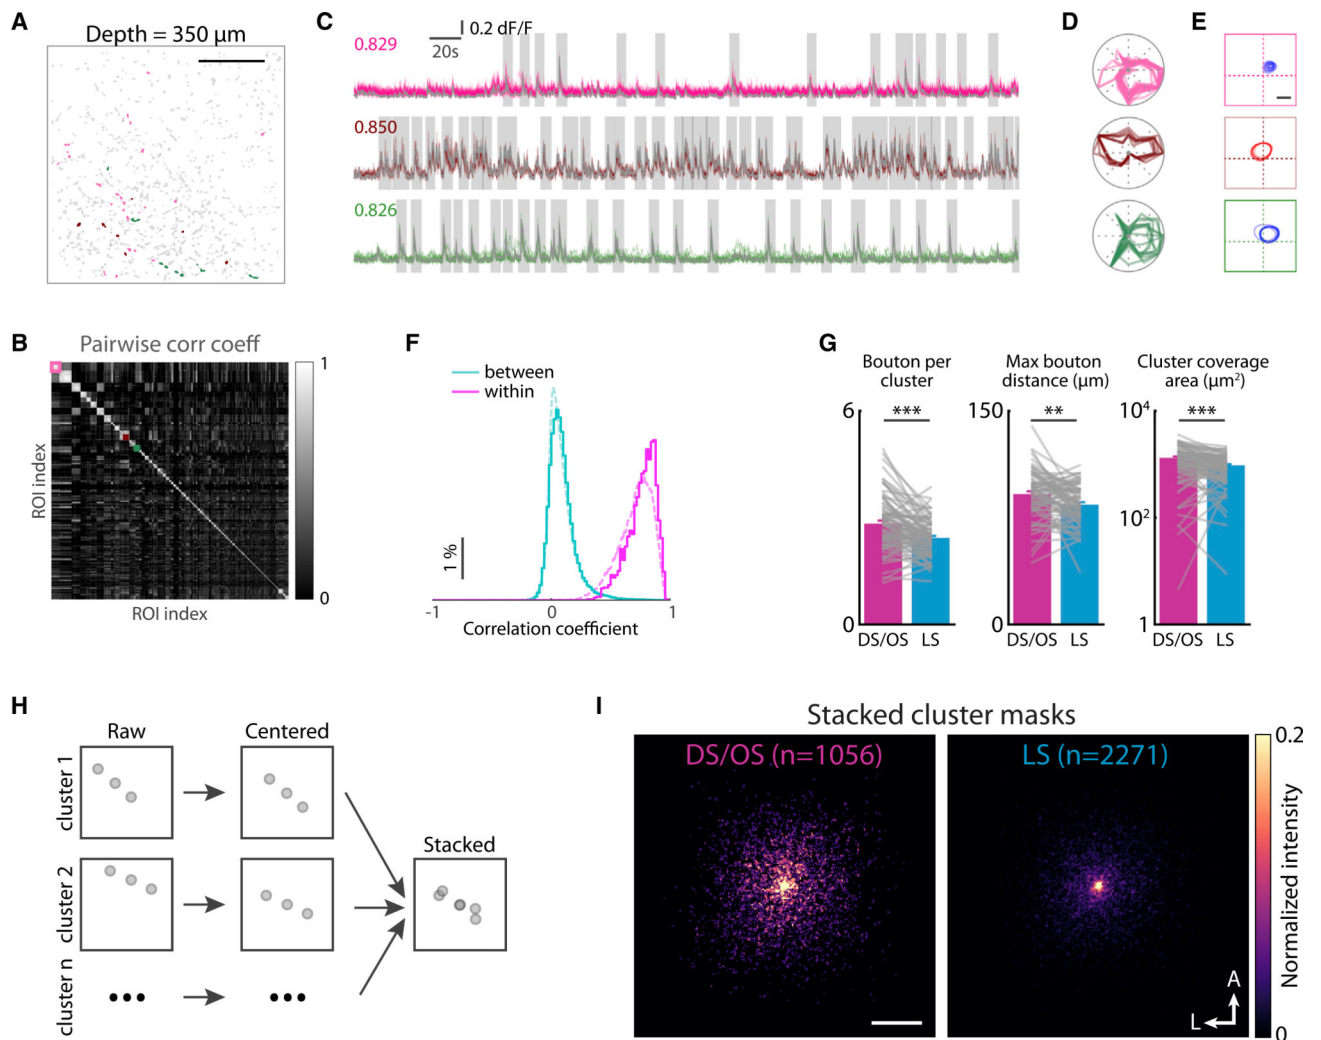 A
Depth = 350 µm
C
0.2 dF/F
20s
0.829
0.850
0.826
D
E
B
Pairwise corr coeff
1
0
ROI index
ROI index
F
between
within
1 %
-1
0
1
Correlation coefficient
G
Bouton per
cluster
***
6
0
DS/OS
LS
Max bouton
distance (µm)
**
150
0
DS/OS
LS
Cluster coverage
area (µm²)
***
10⁴
10²
1
DS/OS
LS
H
Raw
Centered
cluster 1
Stacked
cluster 2
cluster n
I
Stacked cluster masks
DS/OS (n=1056)
LS (n=2271)
A
L
0.2
0
Normalized intensity